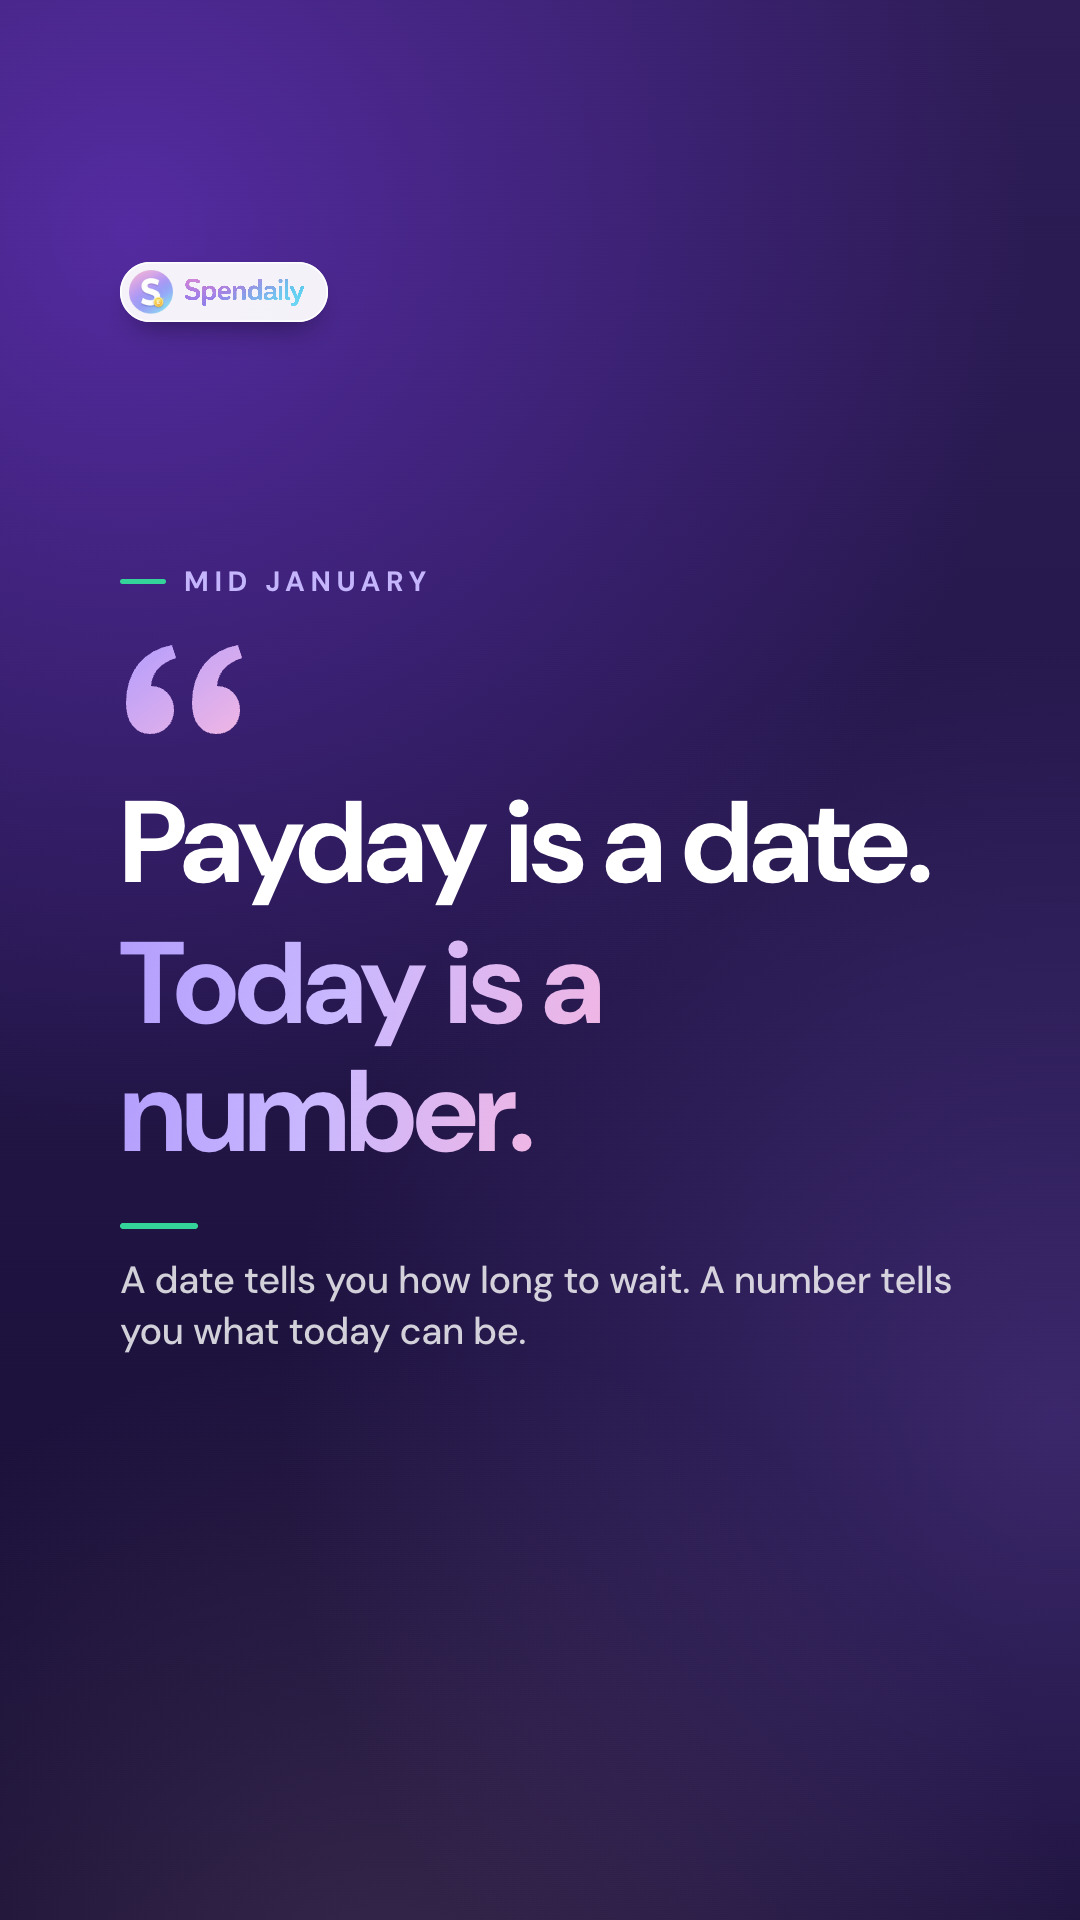 Spendaily
MID JANUARY
“
Payday is a date.
Today is a
number.
A date tells you how long to wait. A number tells
you what today can be.